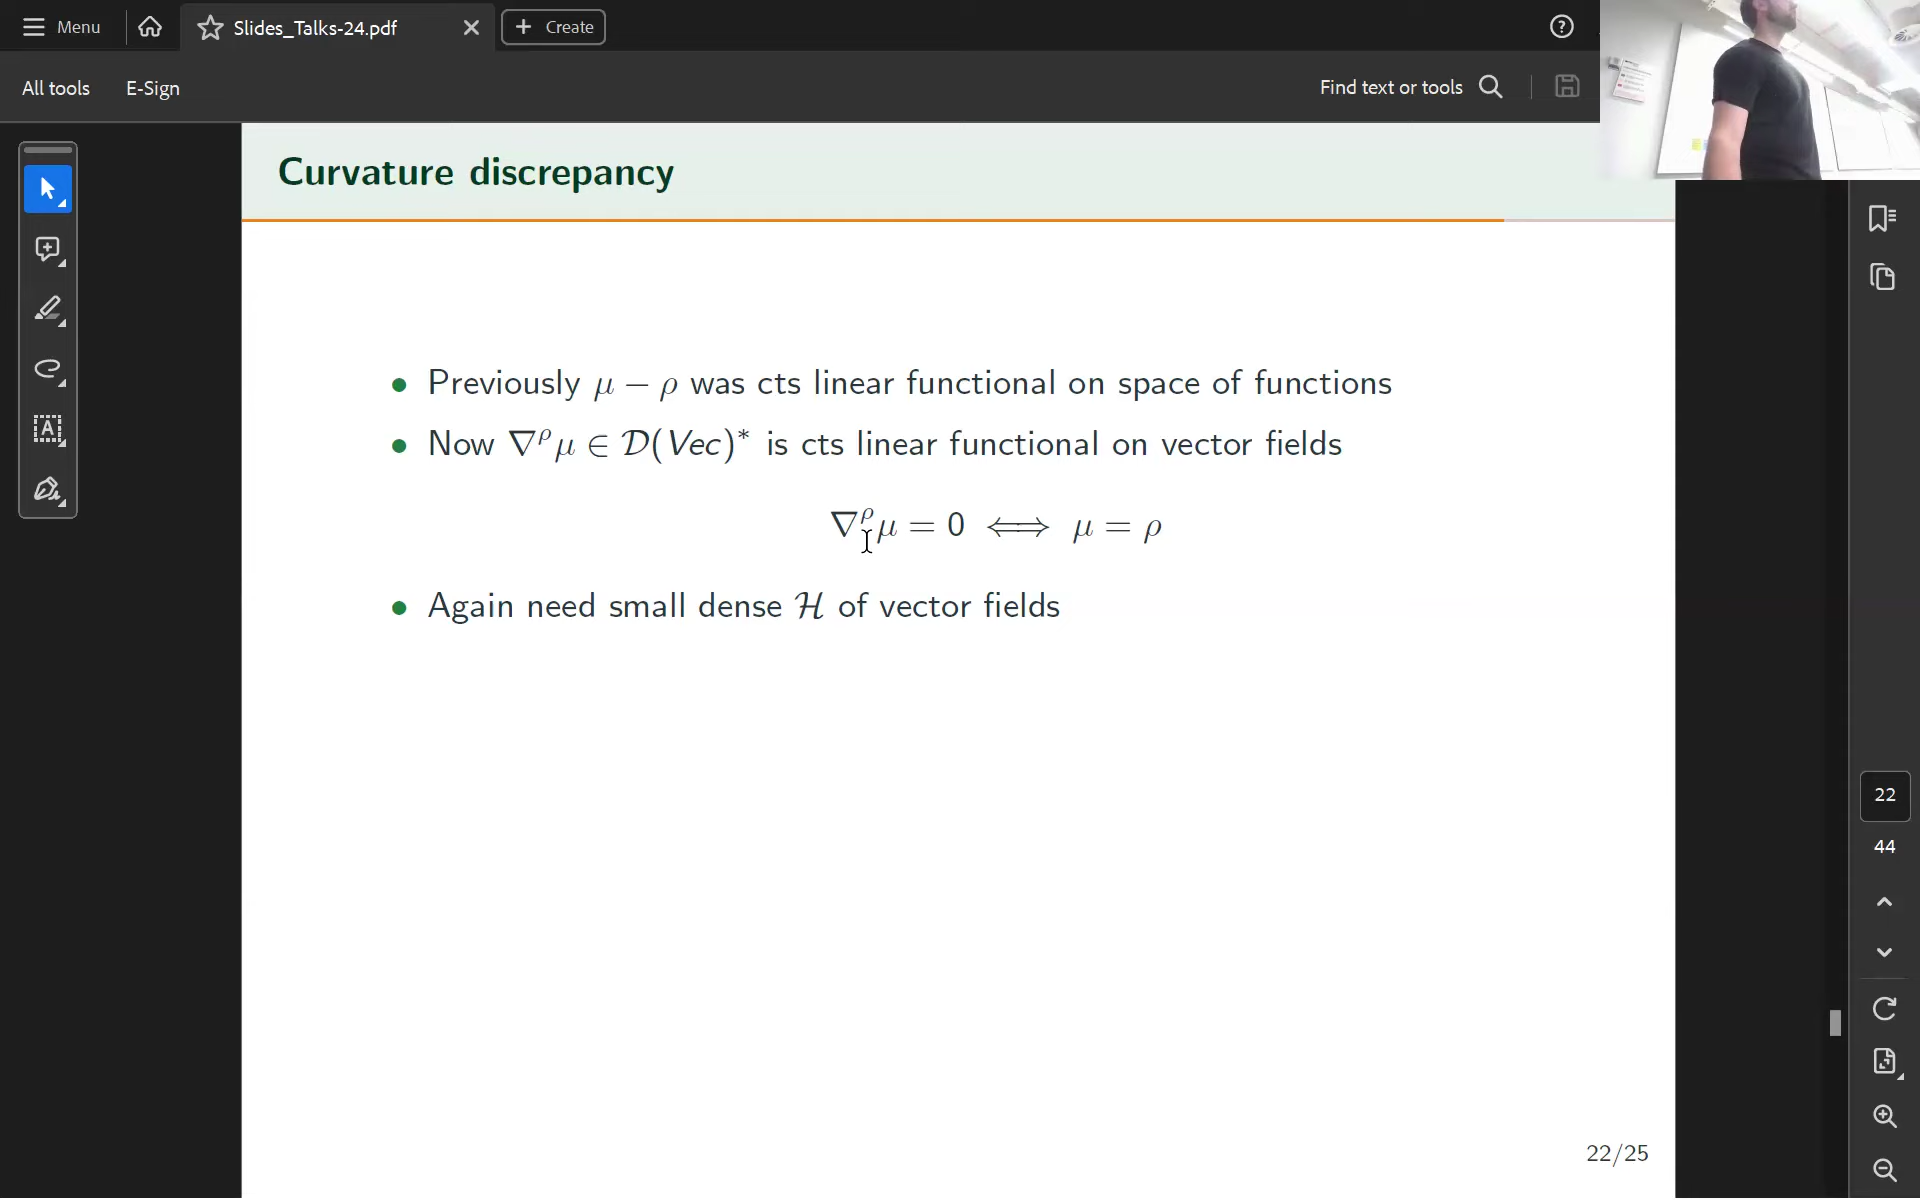 Menu
Slides_Talks-24.pdf
Create
All tools
E-Sign
Find text or tools
Curvature discrepancy
• Previously μ − ρ was cts linear functional on space of functions
• Now ∇^ρ μ ∈ 𝒟(Vec)* is cts linear functional on vector fields
∇^ρ μ = 0 ⟺ μ = ρ
• Again need small dense ℋ of vector fields
22
44
22/25